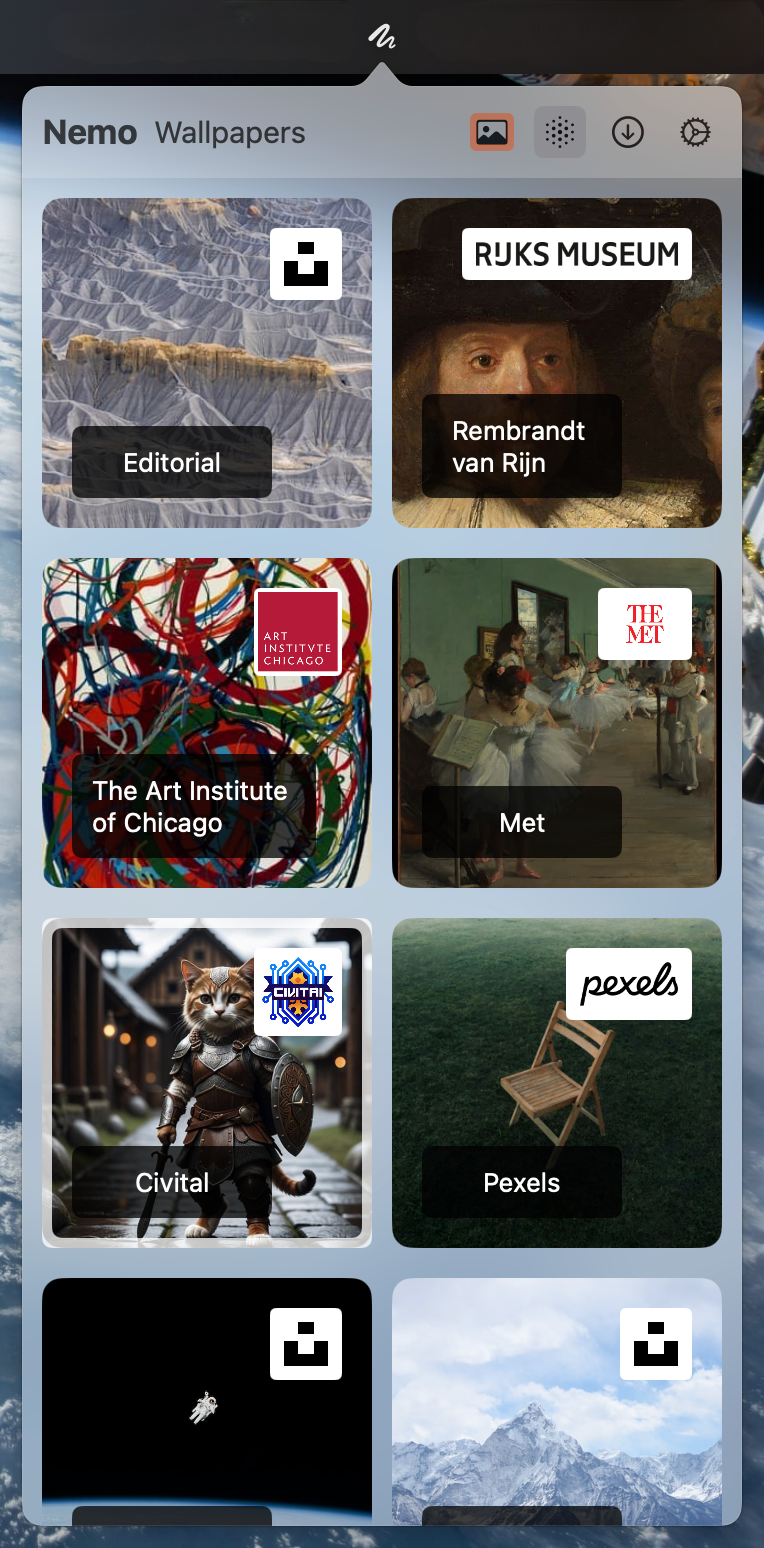 Nemo Wallpapers
Editorial
RIJKS MUSEUM
Rembrandt
van Rijn
ART
INSTITVTE
CHICAGO
The Art Institute
of Chicago
THE
MET
Met
CIVITAI
Civital
pexels
Pexels